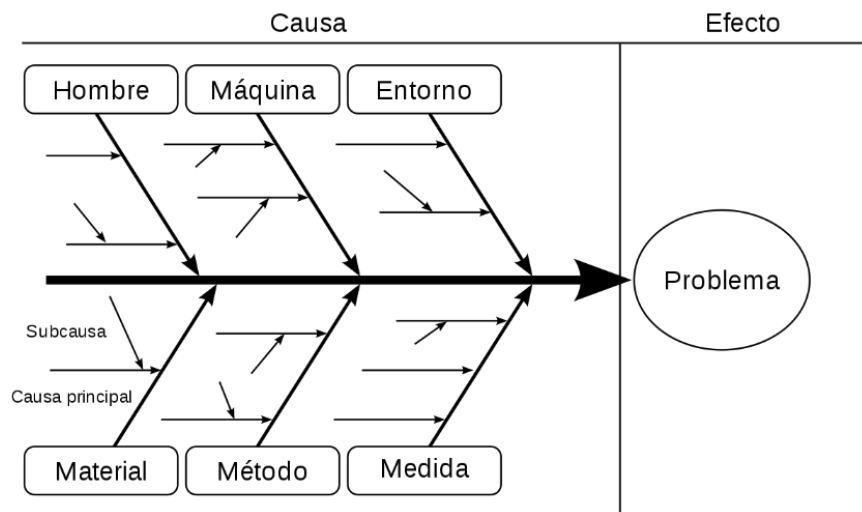 Causa
Efecto
Hombre
Máquina
Entorno
Problema
Subcausa
Causa principal
Material
Método
Medida